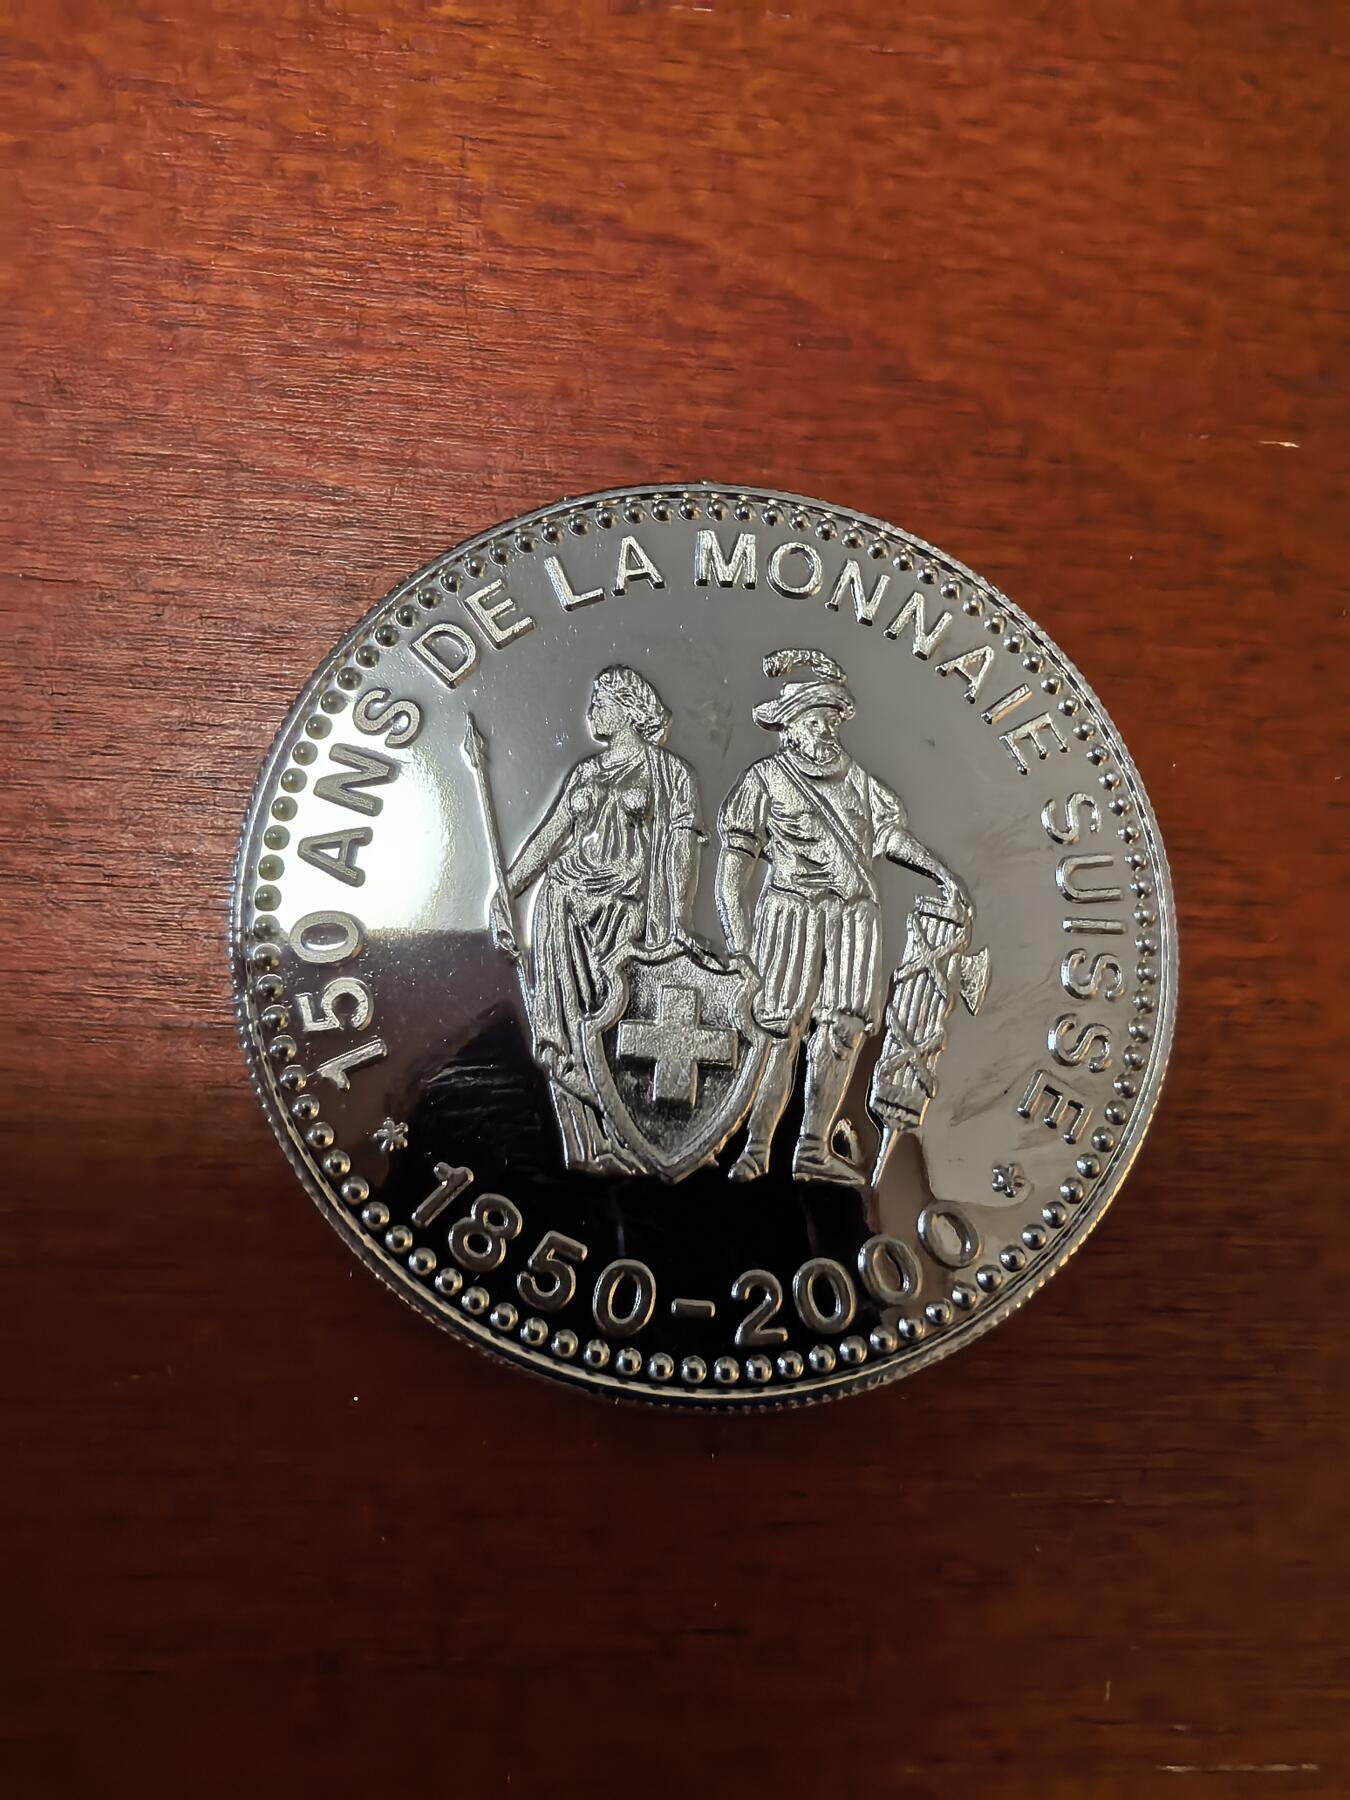 150 ANS DE LA MONNAIE SUISSE
* 1850-2000 *